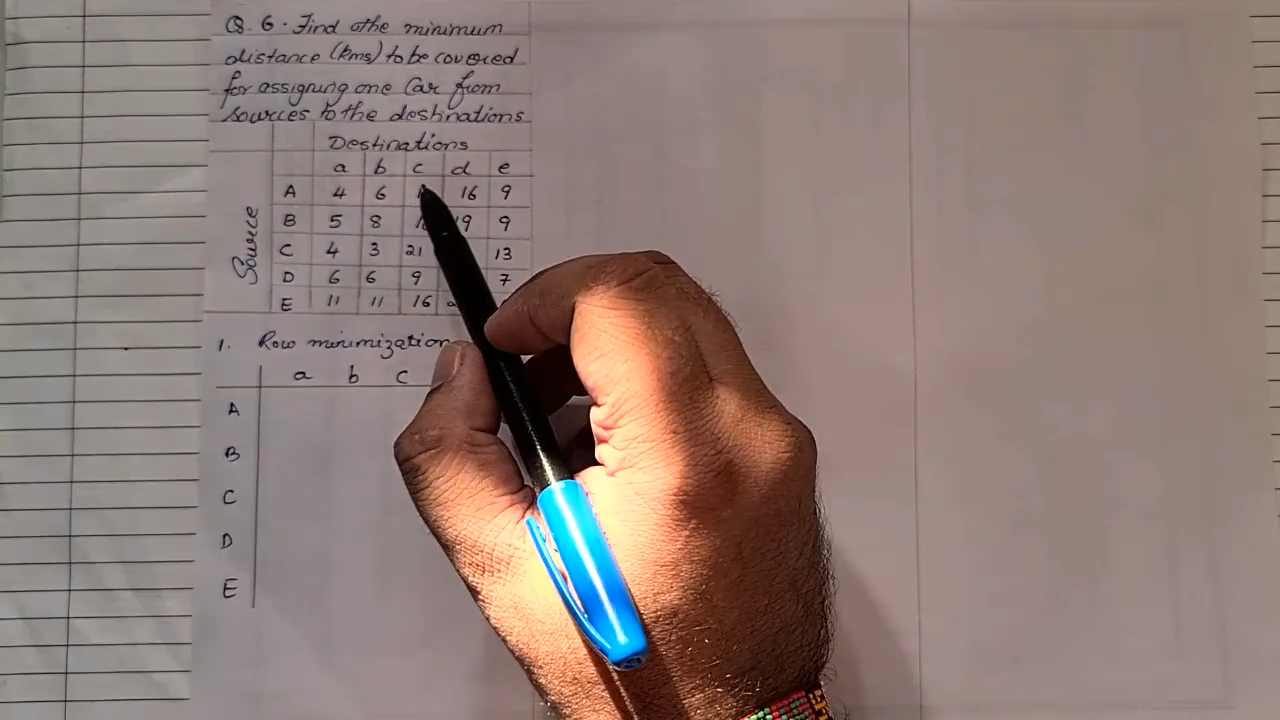 Q. 6. Find the minimum
distance (kms) to be covered
for assigning one Car from
sources to the destinations
Destinations
a b c d e
Source
A 4 6 16 9
B 5 8 19 9
C 4 3 21 13
D 6 6 9 7
E 11 11 16
1. Row minimization
a b c
A
B
C
D
E